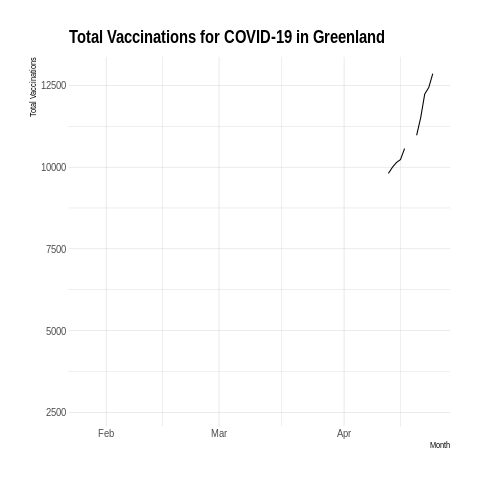 Total Vaccinations for COVID-19 in Greenland
Total Vaccinations
12500
10000
7500
5000
2500
Feb Mar Apr
Month